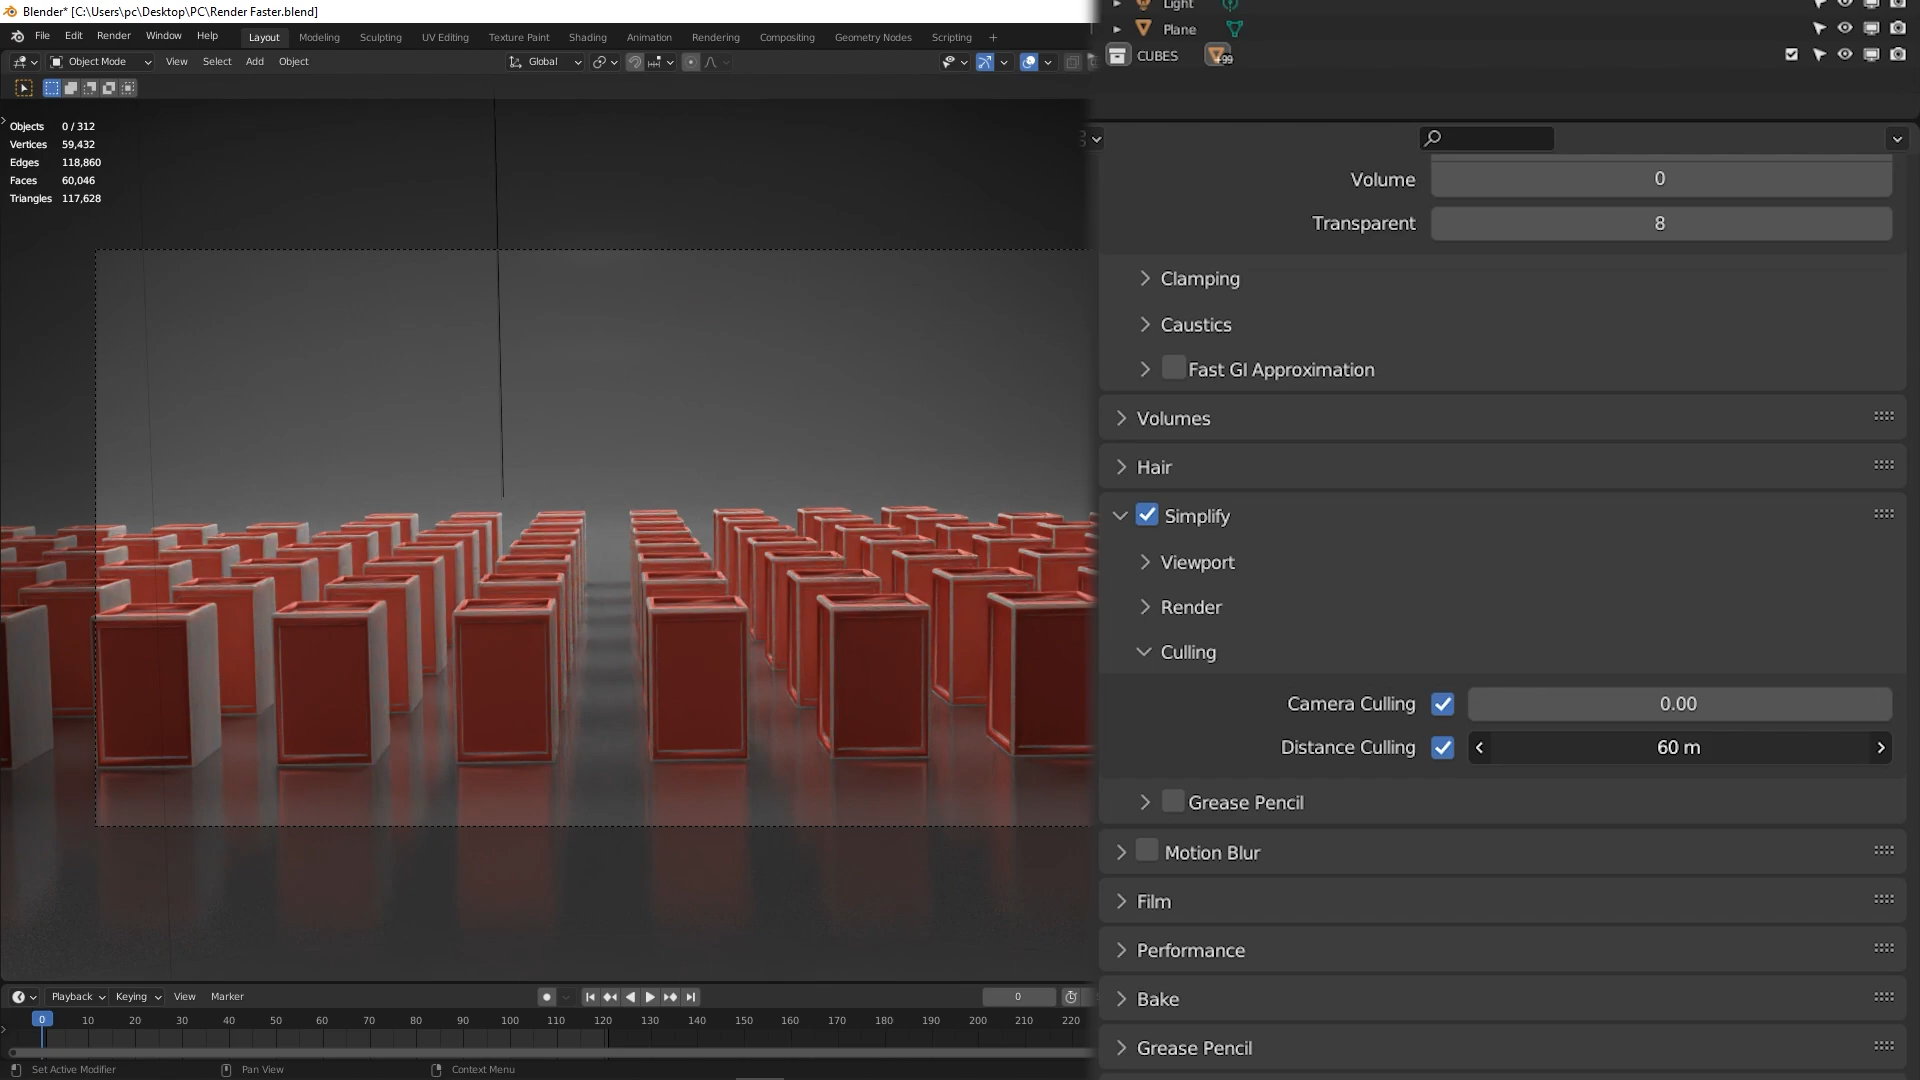 Blender* [C:\Users\pc\Desktop\PC\Render Faster.blend]
File Edit Render Window Help Layout Modeling Sculpting UV Editing Texture Paint Shading Animation Rendering Compositing Geometry Nodes Scripting +
Object Mode View Select Add Object Global
Objects 0 / 312
Vertices 59,432
Edges 118,860
Faces 60,046
Triangles 117,628
Light
Plane
CUBES 99
Volume 0
Transparent 8
Clamping
Caustics
Fast GI Approximation
Volumes
Hair
Simplify
Viewport
Render
Culling
Camera Culling 0.00
Distance Culling 60 m
Grease Pencil
Motion Blur
Film
Performance
Bake
Grease Pencil
Playback Keying View Marker 0
0 10 20 30 40 50 60 70 80 90 100 110 120 130 140 150 160 170 180 190 200 210 220
Set Active Modifier Pan View Context Menu